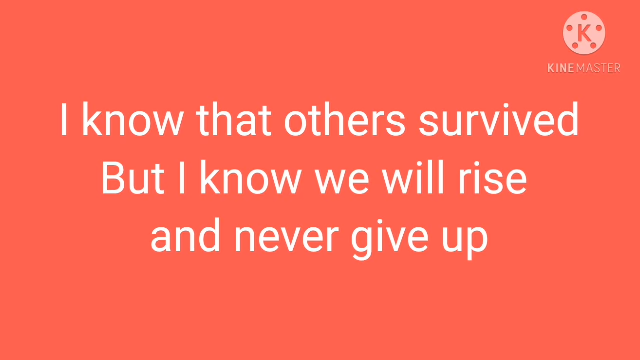 KINEMASTER
I know that others survived
But I know we will rise
and never give up